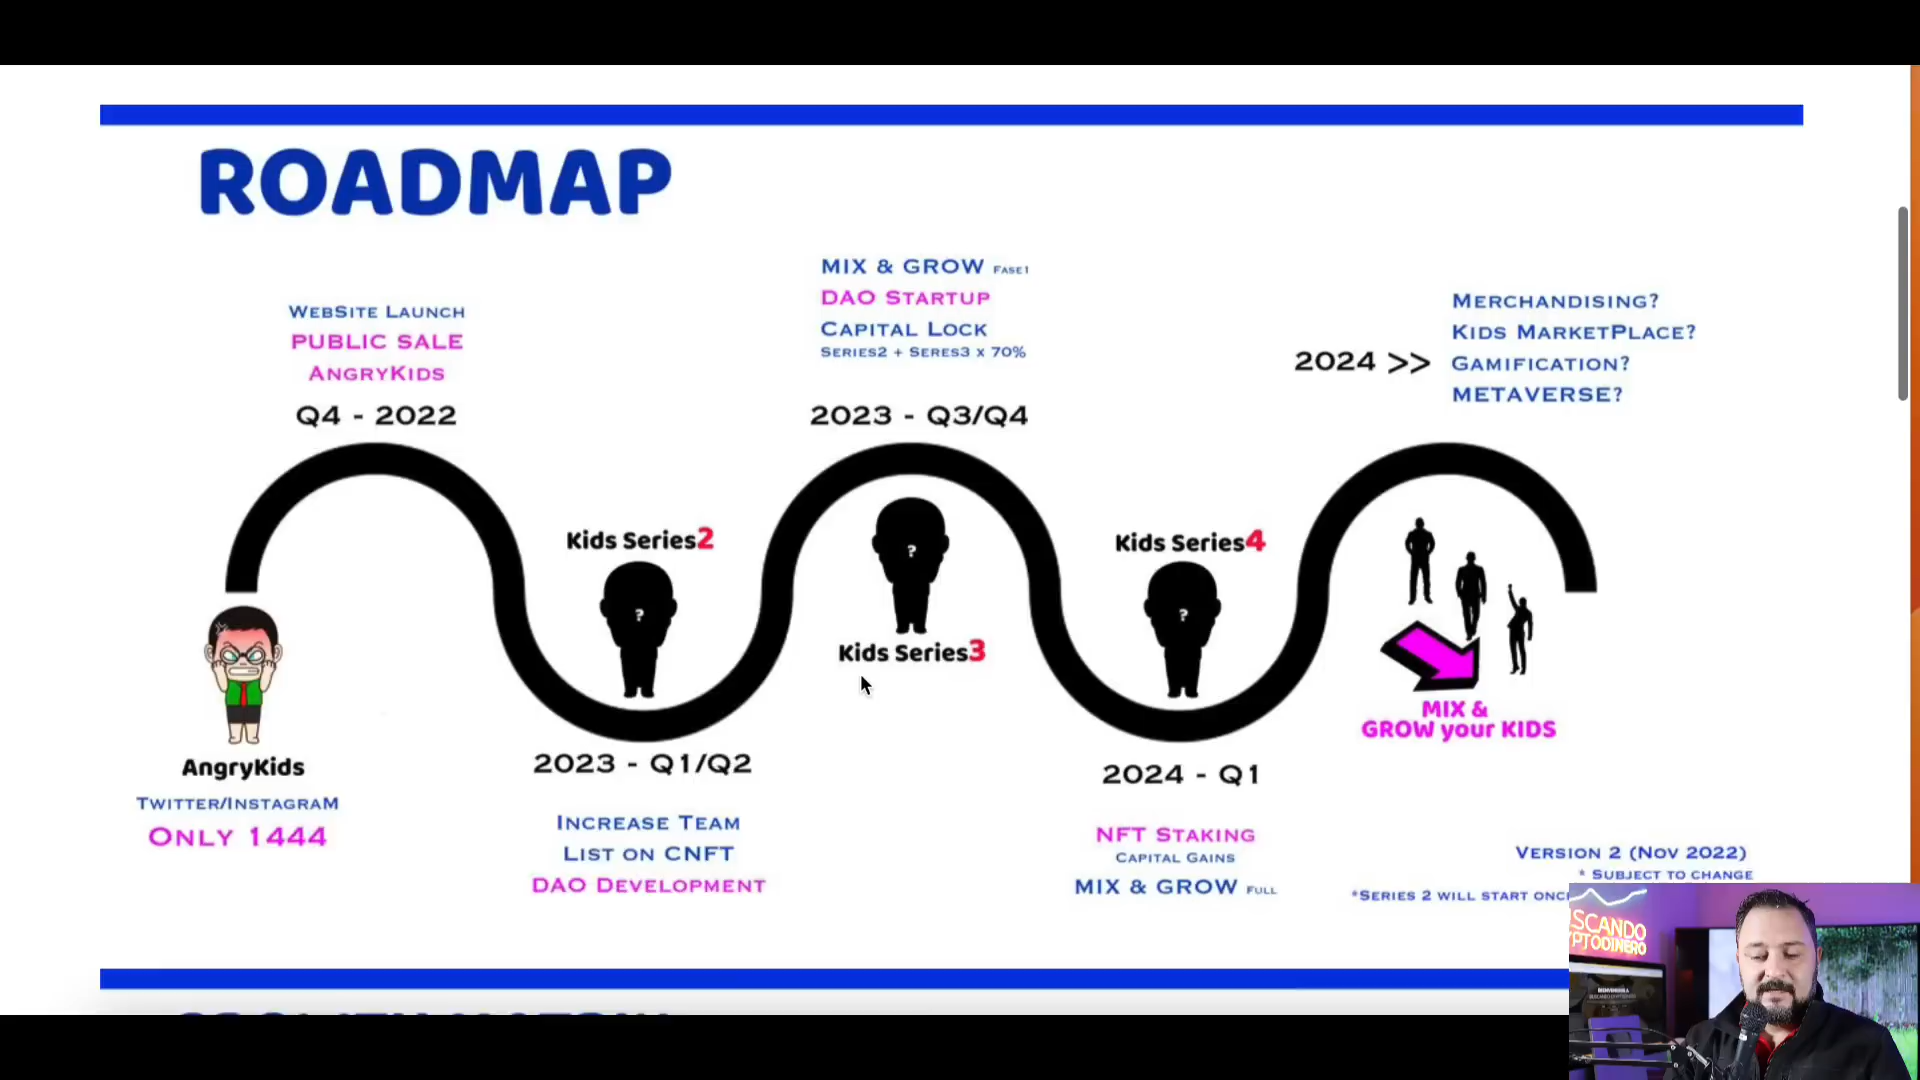 ROADMAP
WebSite Launch
PUBLIC SALE
AngryKids
Q4 - 2022
MIX & GROW Fase1
DAO Startup
Capital Lock
Series2 + Seres3 x 70%
2023 - Q3/Q4
2024 >>
Merchandising?
Kids MarketPlace?
Gamification?
METAVERSE?
Kids Series2
?
?
Kids Series3
Kids Series4
?
AngryKids
Twitter/Instagram
Only 1444
2023 - Q1/Q2
Increase Team
List on CNFT
DAO Development
2024 - Q1
NFT Staking
Capital Gains
MIX & GROW Full
MIX &
GROW your KIDS
Version 2 (Nov 2022)
* Subject to change
*Series 2 will start onc
SCANDO
YPTODINERO